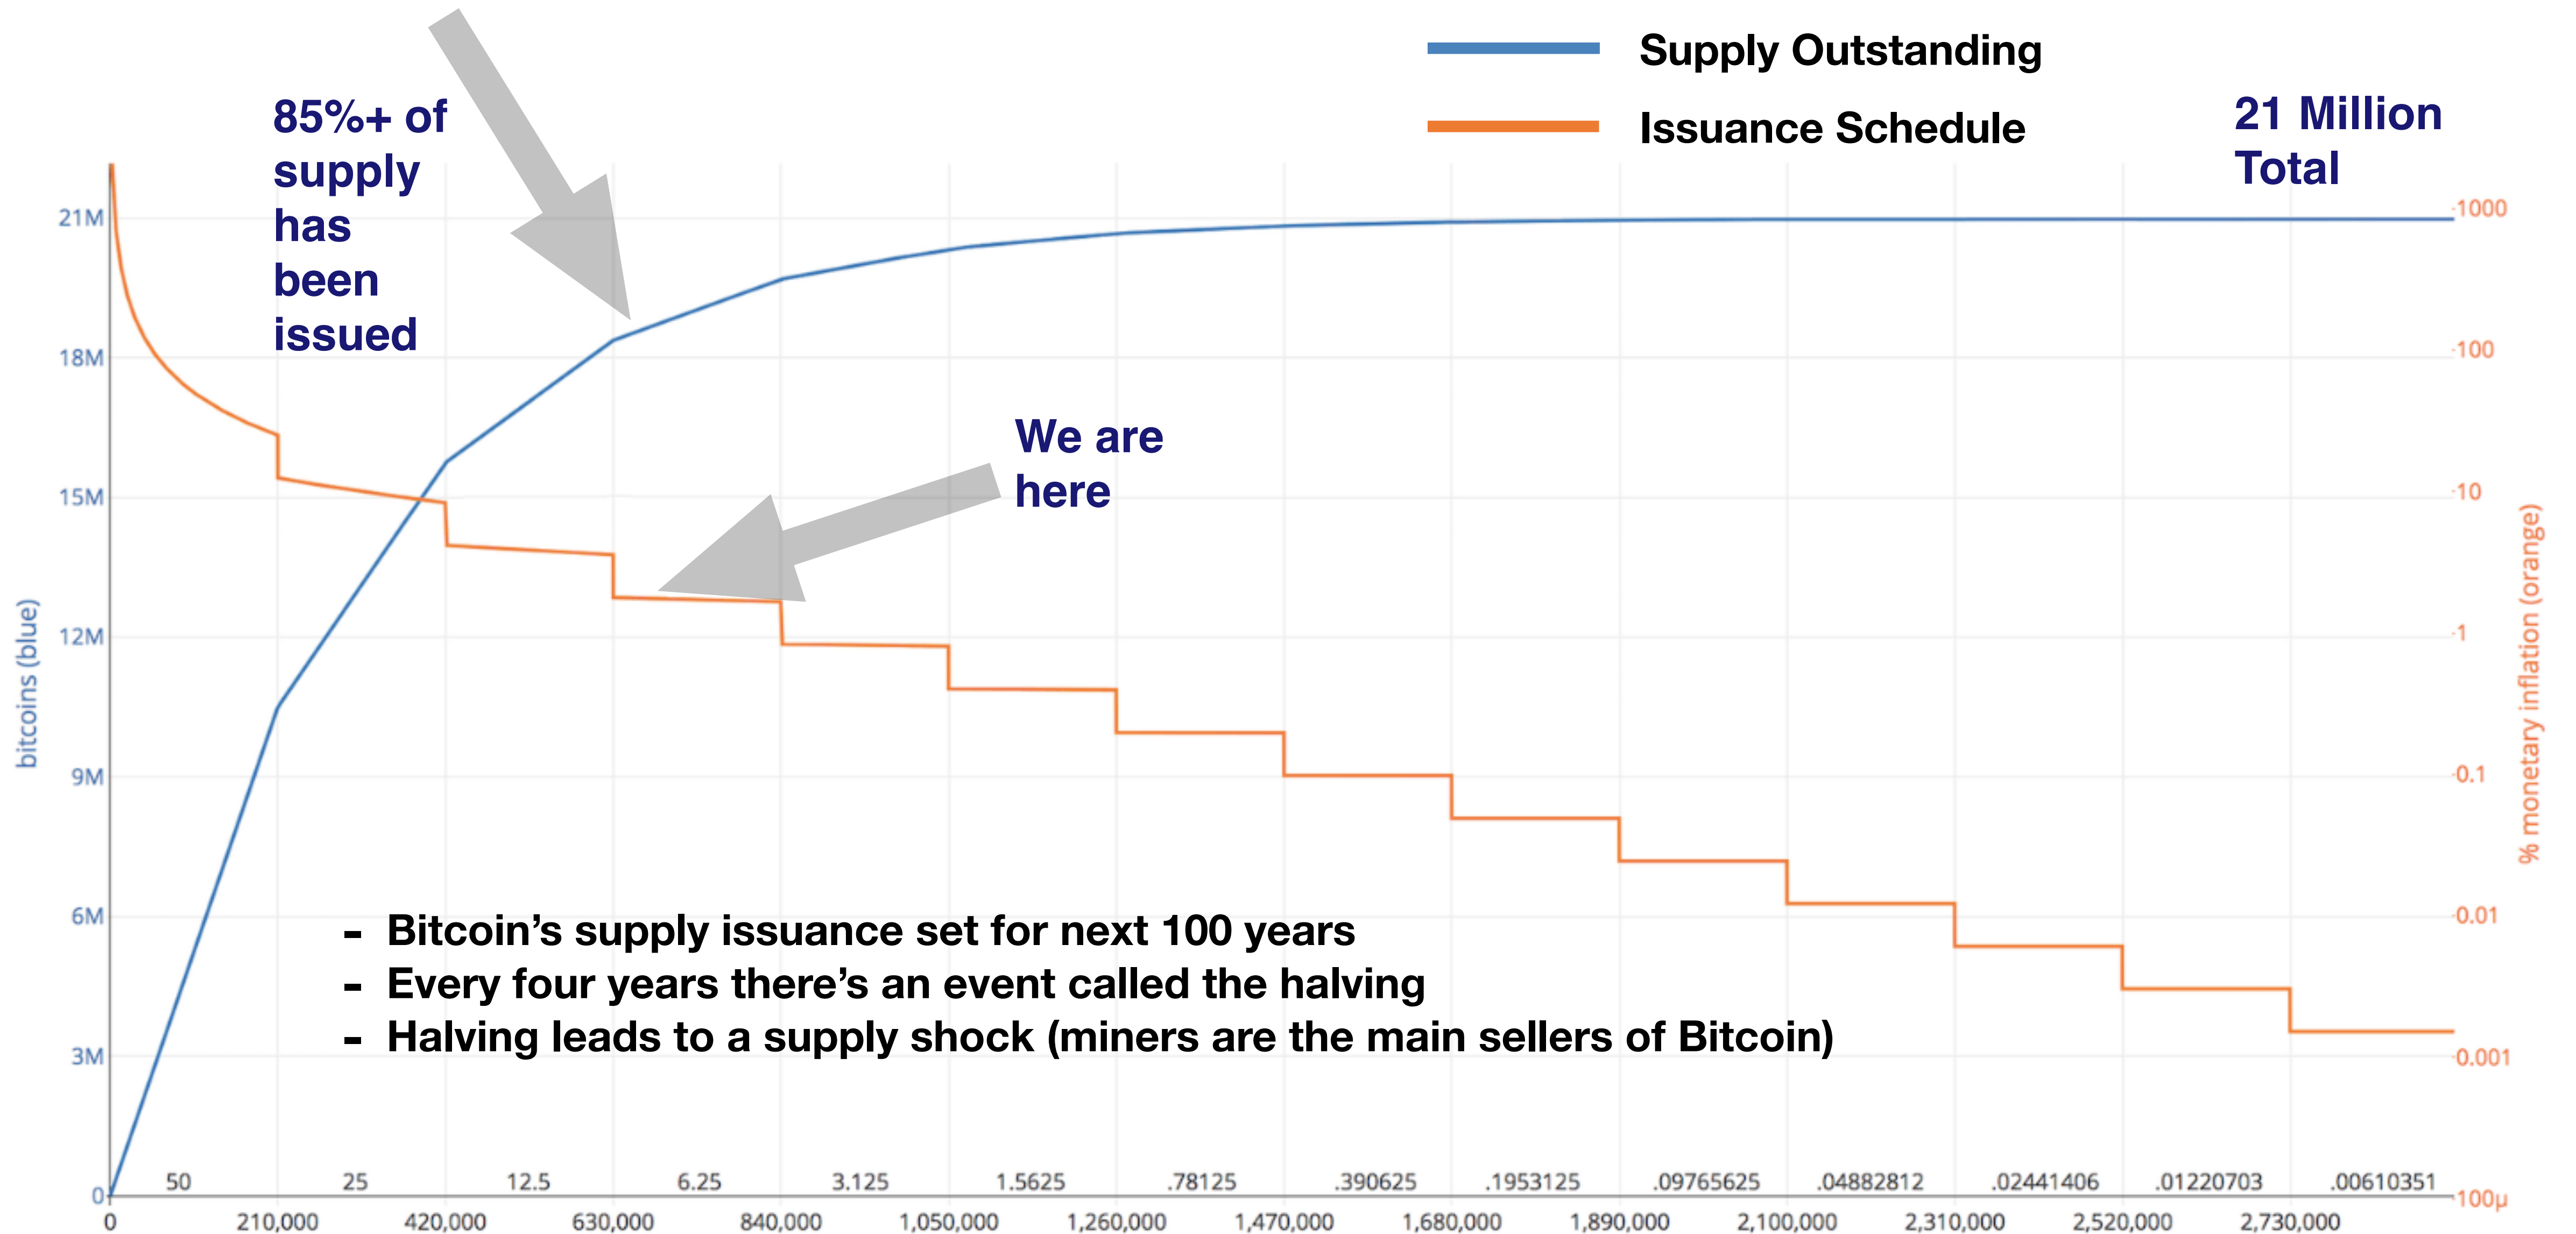 Supply Outstanding
Issuance Schedule
21 Million
Total
85%+ of
supply
has
been
issued
We are
here
bitcoins (blue)
21M
18M
15M
12M
9M
6M
3M
0
% monetary inflation (orange)
1000
100
10
1
0.1
0.01
0.001
100µ
- Bitcoin’s supply issuance set for next 100 years
- Every four years there’s an event called the halving
- Halving leads to a supply shock (miners are the main sellers of Bitcoin)
50 25 12.5 6.25 3.125 1.5625 .78125 .390625 .1953125 .09765625 .04882812 .02441406 .01220703 .00610351
0 210,000 420,000 630,000 840,000 1,050,000 1,260,000 1,470,000 1,680,000 1,890,000 2,100,000 2,310,000 2,520,000 2,730,000